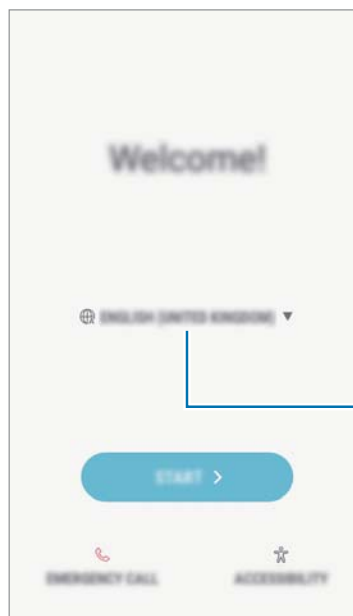 Welcome!
ENGLISH (UNITED KINGDOM)
START
EMERGENCY CALL
ACCESSIBILITY